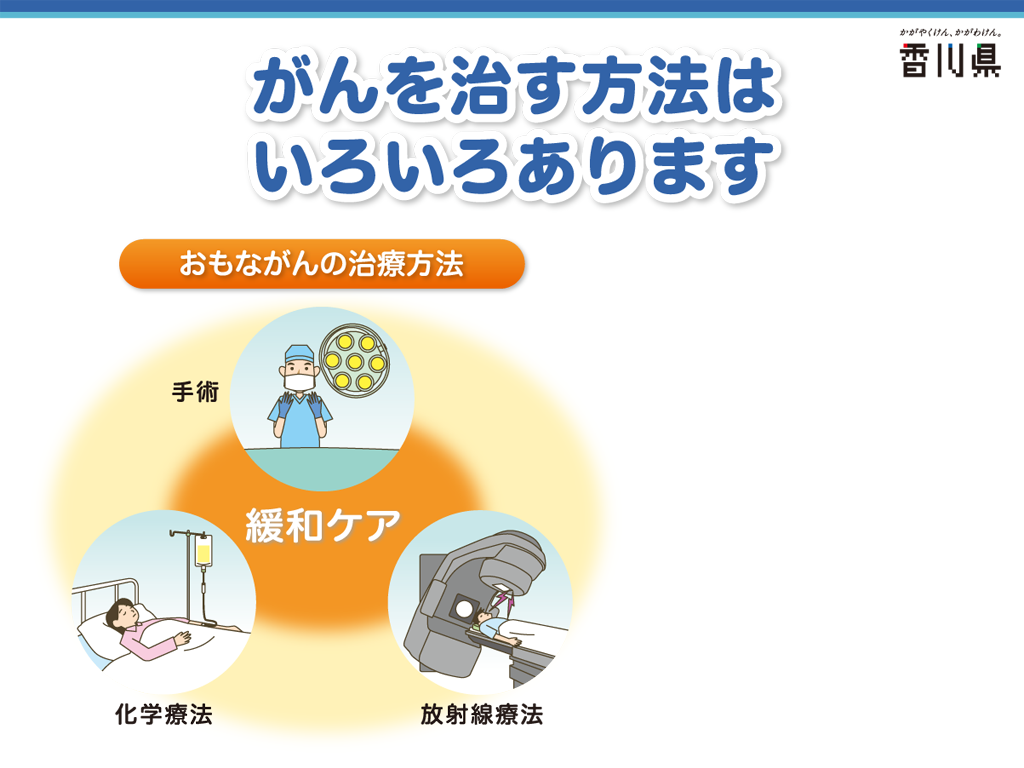 かがやくけん、かがわけん。
香川県
がんを治す方法は
いろいろあります
おもながんの治療方法
手術
緩和ケア
化学療法
放射線療法